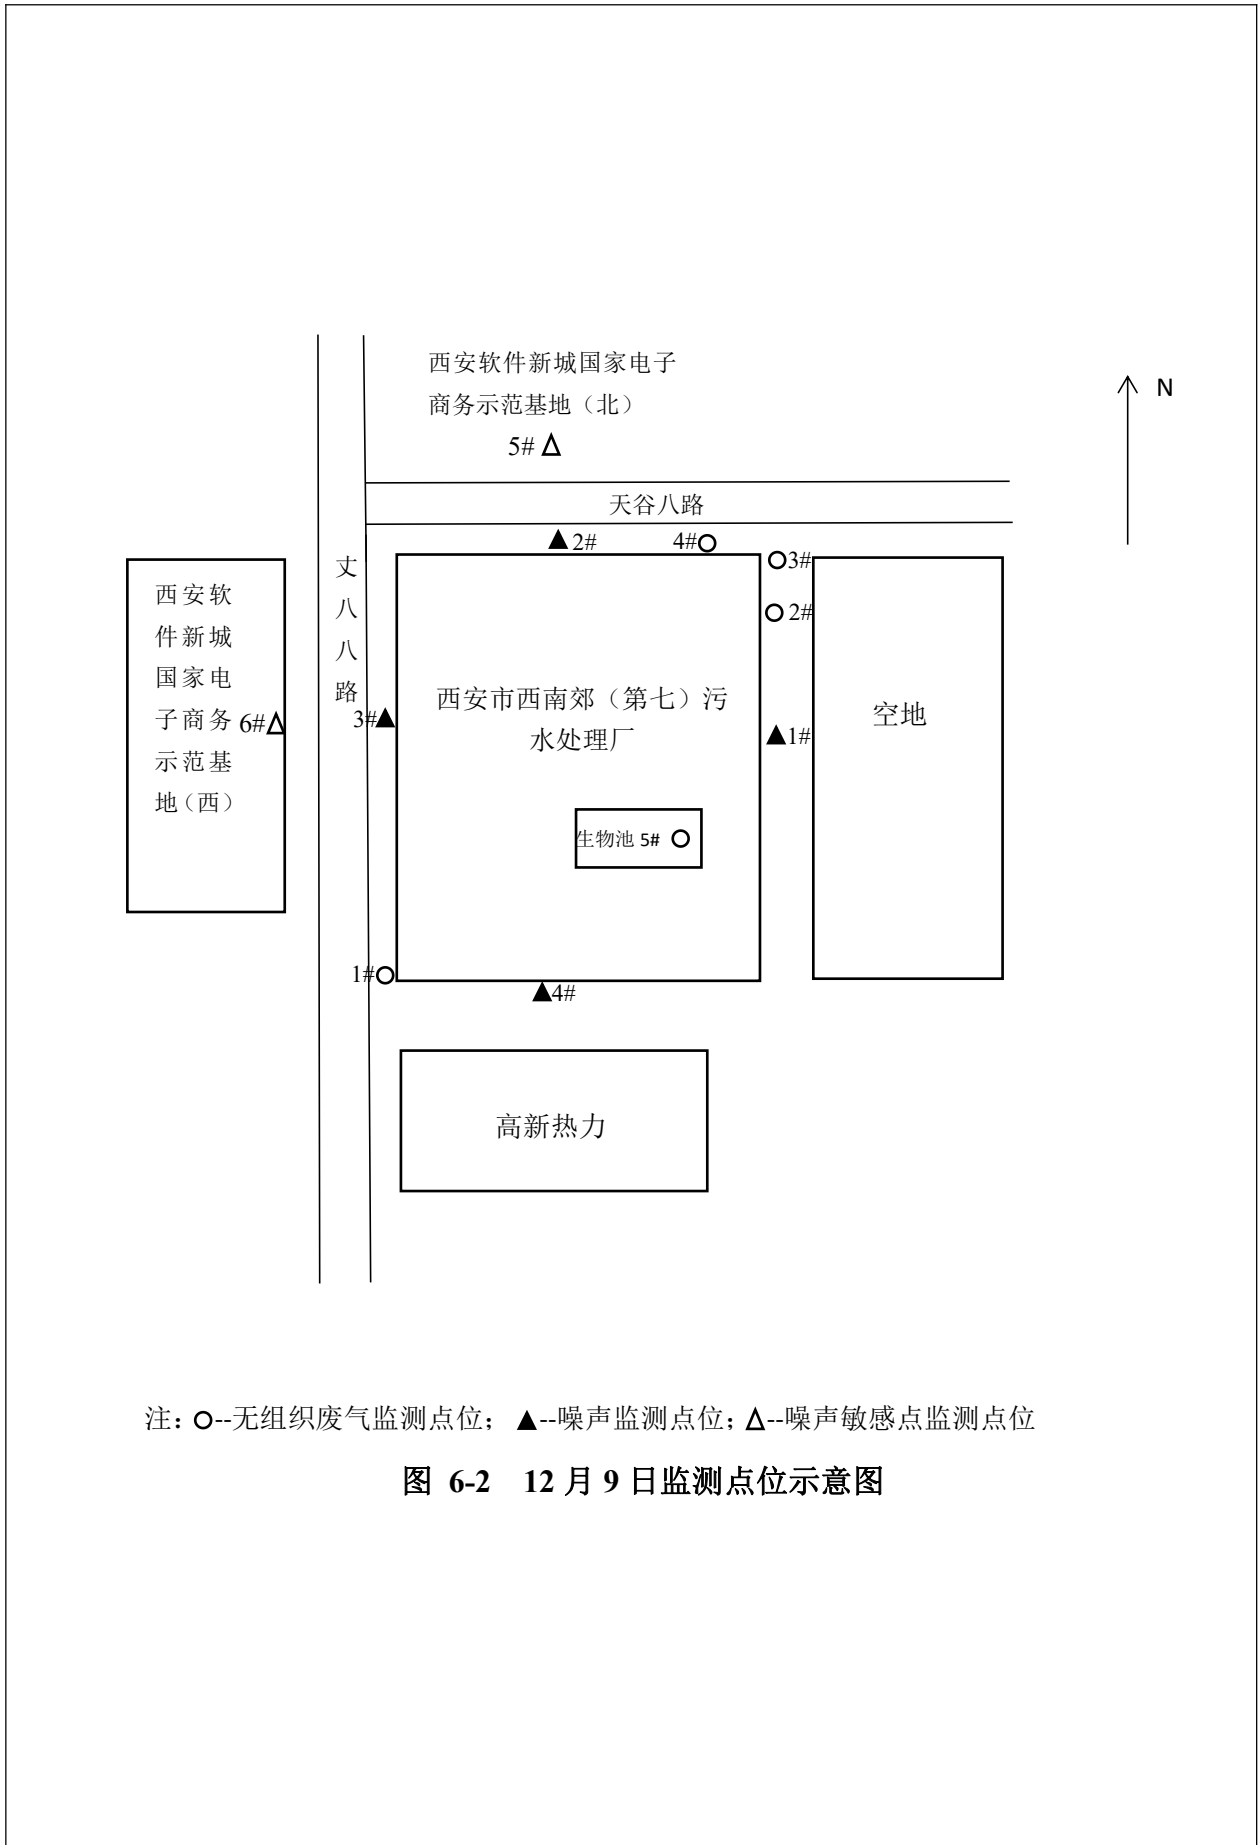 西安软件新城国家电子
商务示范基地（北）
5#
N
天谷八路
2#
4#
3#
2#
丈
八
八
路
西安软
件新城
国家电
子商务
示范基
地（西）
6#
3#
西安市西南郊（第七）污
水处理厂
1#
空地
生物池 5#
1#
4#
高新热力
注：○--无组织废气监测点位； ▲--噪声监测点位；△--噪声敏感点监测点位
图 6-2 12 月 9 日监测点位示意图